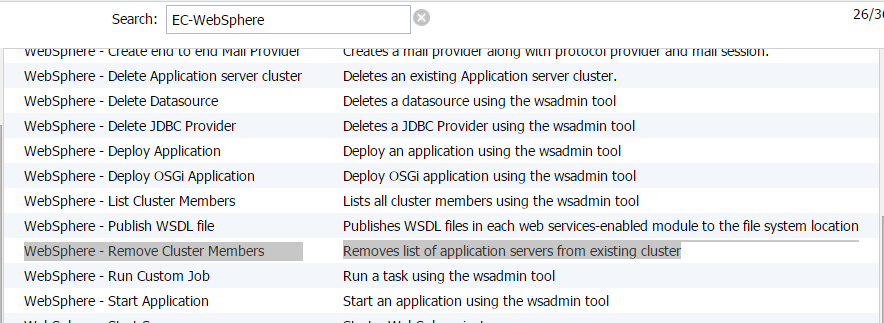 Search: EC-WebSphere 26/30
WebSphere - Create end to end Mail Provider Creates a mail provider along with protocol provider and mail session.
WebSphere - Delete Application server cluster Deletes an existing Application server cluster.
WebSphere - Delete Datasource Deletes a datasource using the wsadmin tool
WebSphere - Delete JDBC Provider Deletes a JDBC Provider using the wsadmin tool
WebSphere - Deploy Application Deploy an application using the wsadmin tool
WebSphere - Deploy OSGi Application Deploy OSGi application using the wsadmin tool
WebSphere - List Cluster Members Lists all cluster members using the wsadmin tool
WebSphere - Publish WSDL file Publishes WSDL files in each web services-enabled module to the file system location
WebSphere - Remove Cluster Members Removes list of application servers from existing cluster
WebSphere - Run Custom Job Run a task using the wsadmin tool
WebSphere - Start Application Start an application using the wsadmin tool